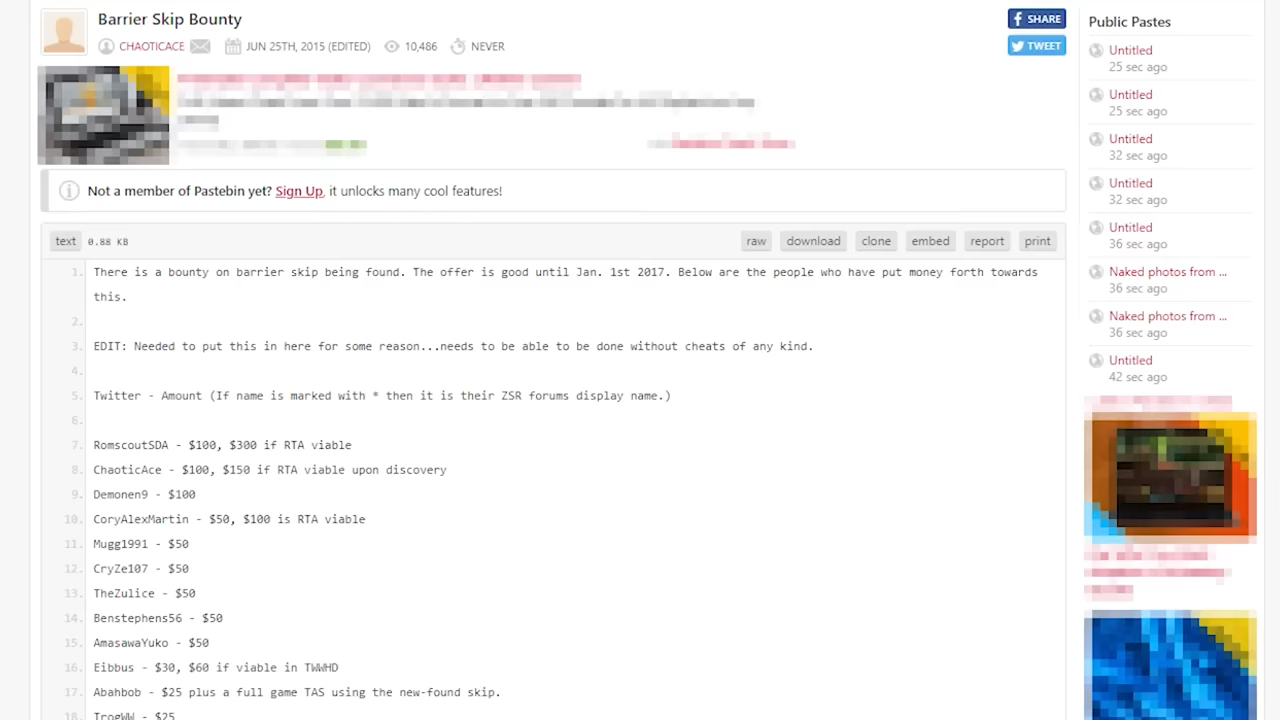 Barrier Skip Bounty
CHAOTICACE JUN 25TH, 2015 (EDITED) 10,486 NEVER
SHARE
TWEET
Not a member of Pastebin yet? Sign Up, it unlocks many cool features!
text 0.88 KB raw download clone embed report print
1. There is a bounty on barrier skip being found. The offer is good until Jan. 1st 2017. Below are the people who have put money forth towards
this.
2.
3. EDIT: Needed to put this in here for some reason...needs to be able to be done without cheats of any kind.
4.
5. Twitter - Amount (If name is marked with * then it is their ZSR forums display name.)
6.
7. RomscoutSDA - $100, $300 if RTA viable
8. ChaoticAce - $100, $150 if RTA viable upon discovery
9. Demonen9 - $100
10. CoryAlexMartin - $50, $100 is RTA viable
11. Mugg1991 - $50
12. CryZe107 - $50
13. TheZulice - $50
14. Benstephens56 - $50
15. AmasawaYuko - $50
16. Eibbus - $30, $60 if viable in TWWHD
17. Abahbob - $25 plus a full game TAS using the new-found skip.
18. TrogWW - $25
Public Pastes
Untitled
25 sec ago
Untitled
25 sec ago
Untitled
32 sec ago
Untitled
32 sec ago
Untitled
36 sec ago
Naked photos from ...
36 sec ago
Naked photos from ...
36 sec ago
Untitled
42 sec ago